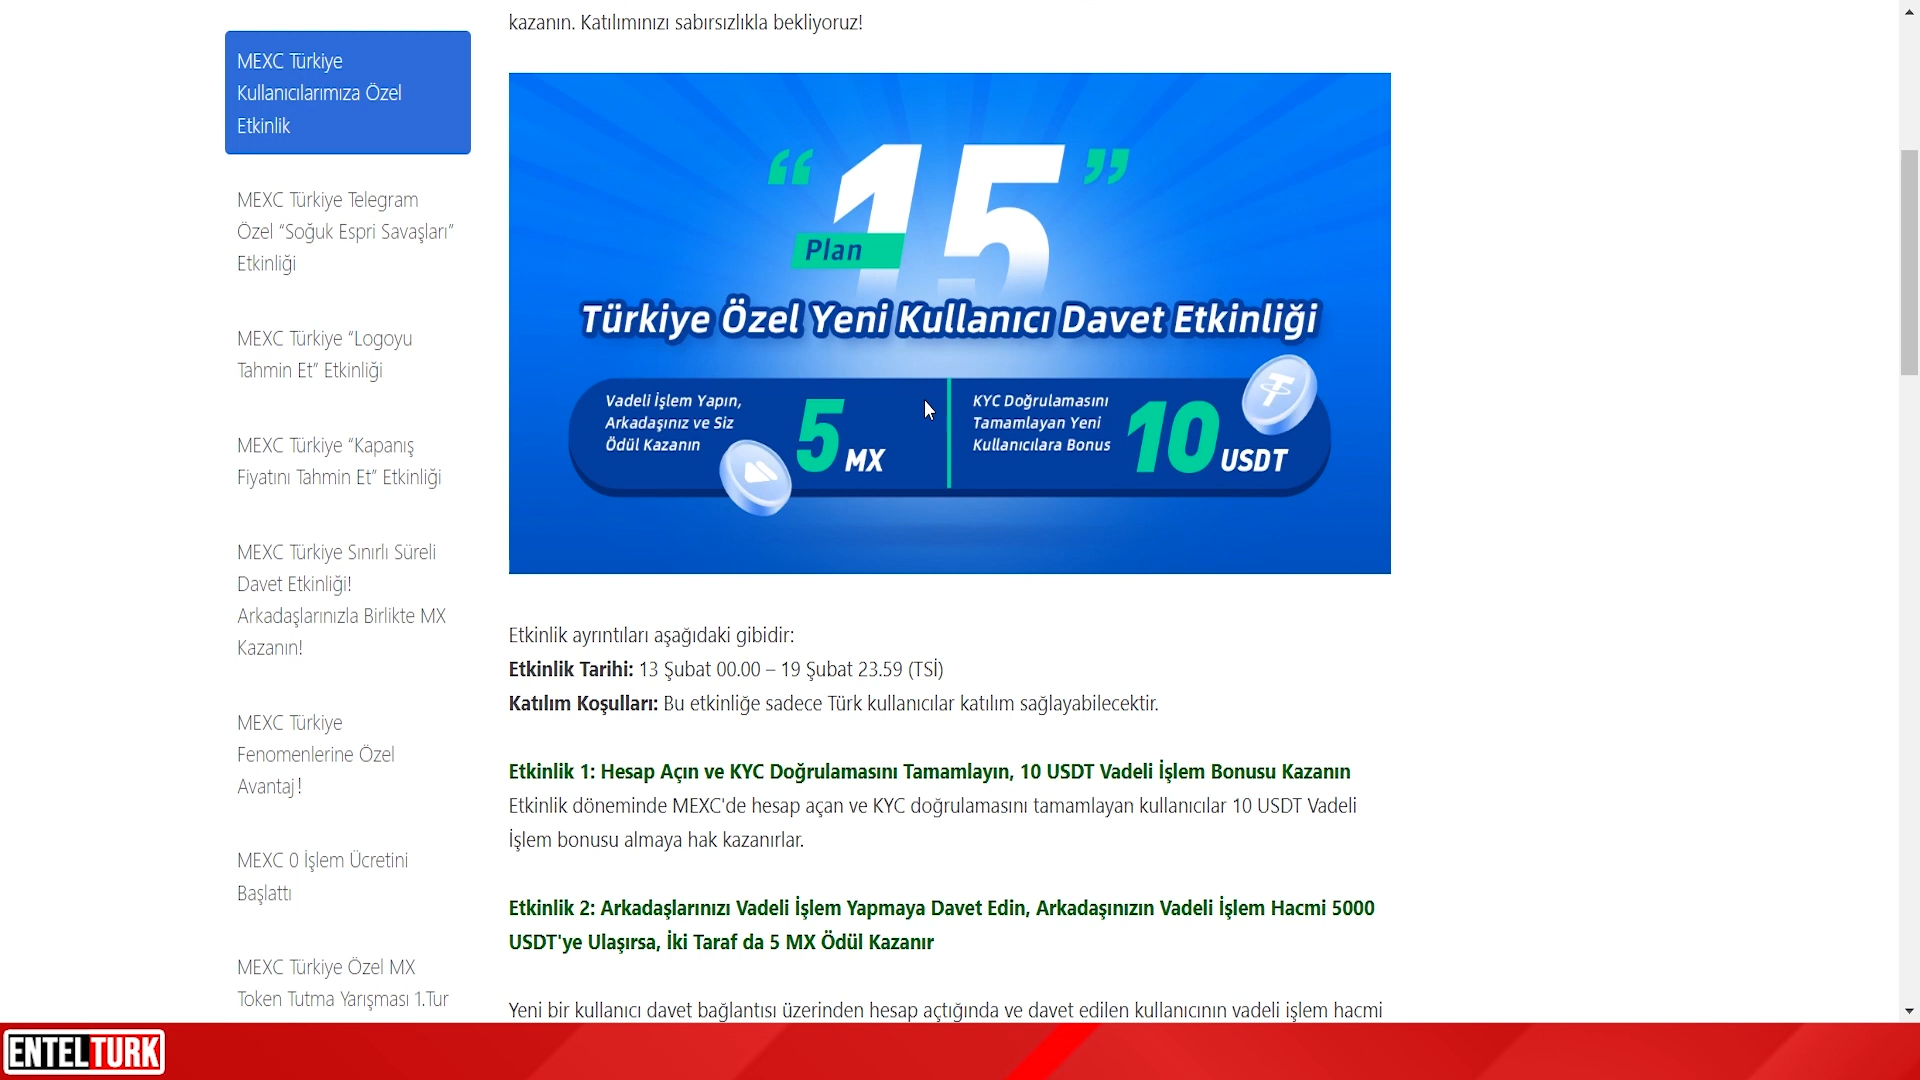 kazanın. Katılımınızı sabırsızlıkla bekliyoruz!
MEXC Türkiye
Kullanıcılarımıza Özel
Etkinlik
MEXC Türkiye Telegram
Özel “Soğuk Espri Savaşları”
Etkinliği
MEXC Türkiye “Logoyu
Tahmin Et” Etkinliği
MEXC Türkiye “Kapanış
Fiyatını Tahmin Et” Etkinliği
MEXC Türkiye Sınırlı Süreli
Davet Etkinliği!
Arkadaşlarınızla Birlikte MX
Kazanın!
MEXC Türkiye
Fenomenlerine Özel
Avantaj!
MEXC 0 İşlem Ücretini
Başlattı
MEXC Türkiye Özel MX
Token Tutma Yarışması 1.Tur
“15”
Plan
Türkiye Özel Yeni Kullanıcı Davet Etkinliği
Vadeli İşlem Yapın,
Arkadaşınız ve Siz
Ödül Kazanın
5 MX
KYC Doğrulamasını
Tamamlayan Yeni
Kullanıcılara Bonus
10 USDT
Etkinlik ayrıntıları aşağıdaki gibidir:
Etkinlik Tarihi: 13 Şubat 00.00 – 19 Şubat 23.59 (TSİ)
Katılım Koşulları: Bu etkinliğe sadece Türk kullanıcılar katılım sağlayabilecektir.
Etkinlik 1: Hesap Açın ve KYC Doğrulamasını Tamamlayın, 10 USDT Vadeli İşlem Bonusu Kazanın
Etkinlik döneminde MEXC'de hesap açan ve KYC doğrulamasını tamamlayan kullanıcılar 10 USDT Vadeli
İşlem bonusu almaya hak kazanırlar.
Etkinlik 2: Arkadaşlarınızı Vadeli İşlem Yapmaya Davet Edin, Arkadaşınızın Vadeli İşlem Hacmi 5000
USDT'ye Ulaşırsa, İki Taraf da 5 MX Ödül Kazanır
Yeni bir kullanıcı davet bağlantısı üzerinden hesap açtığında ve davet edilen kullanıcının vadeli işlem hacmi
ENTELTURK